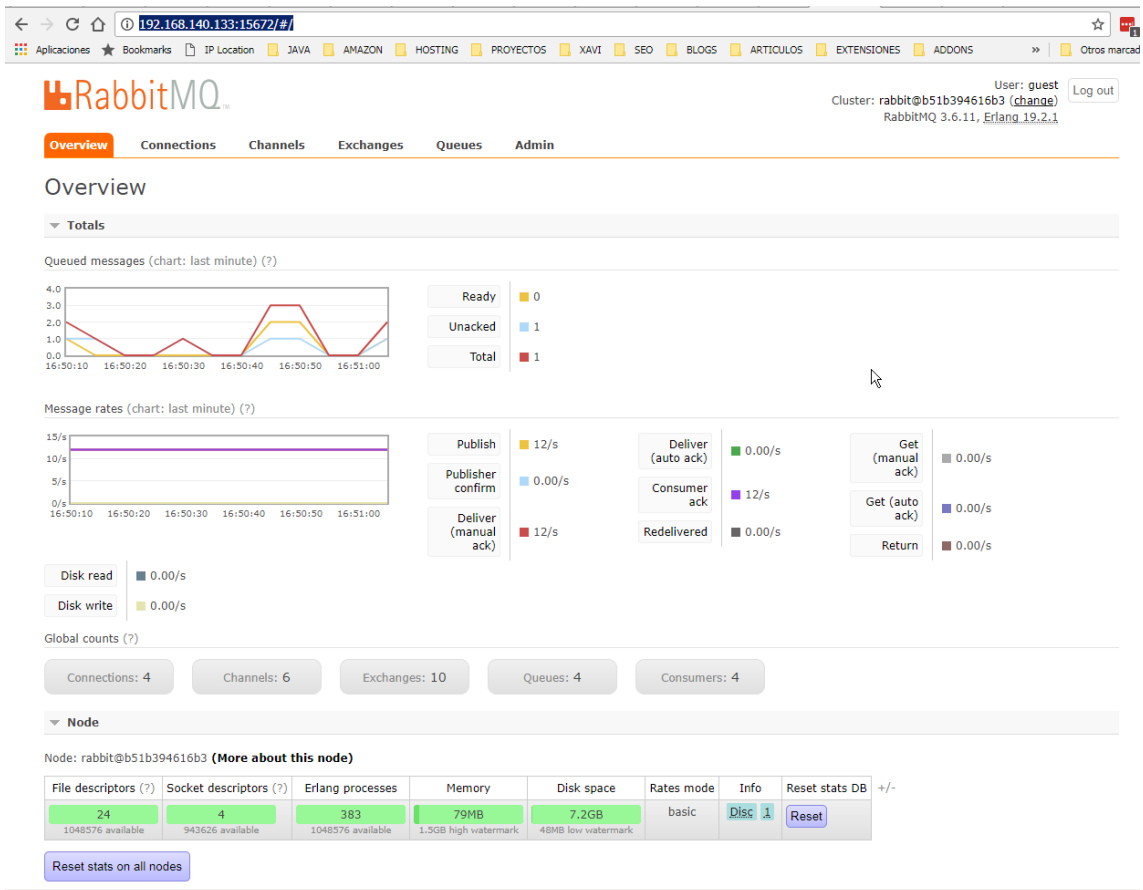 192.168.140.133:15672/#/
Aplicaciones Bookmarks IP Location JAVA AMAZON HOSTING PROYECTOS XAVI SEO BLOGS ARTICULOS EXTENSIONES ADDONS » Otros marcad
1
RabbitMQ
User: guest
Log out
Cluster: rabbit@b51b394616b3 (change)
RabbitMQ 3.6.11, Erlang 19.2.1
Overview Connections Channels Exchanges Queues Admin
Overview
Totals
Queued messages (chart: last minute) (?)
4.0
3.0
2.0
1.0
0.0
16:50:10 16:50:20 16:50:30 16:50:40 16:50:50 16:51:00
Ready 0
Unacked 1
Total 1
Message rates (chart: last minute) (?)
15/s
10/s
5/s
0/s
16:50:10 16:50:20 16:50:30 16:50:40 16:50:50 16:51:00
Publish 12/s
Publisher
confirm 0.00/s
Deliver
(manual
ack) 12/s
Deliver
(auto ack) 0.00/s
Consumer
ack 12/s
Redelivered 0.00/s
Get
(manual
ack) 0.00/s
Get (auto
ack) 0.00/s
Return 0.00/s
Disk read 0.00/s
Disk write 0.00/s
Global counts (?)
Connections: 4 Channels: 6 Exchanges: 10 Queues: 4 Consumers: 4
Node
Node: rabbit@b51b394616b3 (More about this node)
File descriptors (?) Socket descriptors (?) Erlang processes Memory Disk space Rates mode Info Reset stats DB +/-
24 4 383 79MB 7.2GB basic Disc 1 Reset
1048576 available 943626 available 1048576 available 1.5GB high watermark 48MB low watermark
Reset stats on all nodes